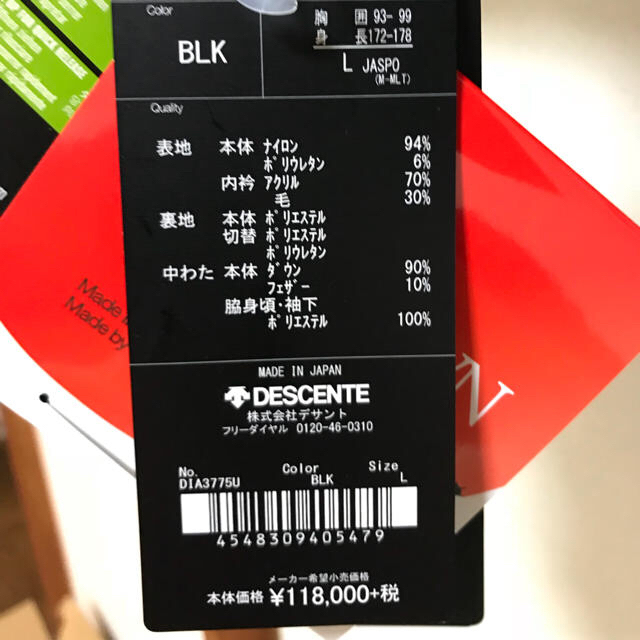 Color
BLK
胸 囲 93-99
身 長172-178
L JASPO
(M-MLT)
Quality
表地 本体 ﾅｲﾛﾝ 94%
ﾎﾟﾘｳﾚﾀﾝ 6%
内衿 ｱｸﾘﾙ 70%
毛 30%
裏地 本体 ﾎﾟﾘｴｽﾃﾙ
切替 ﾎﾟﾘｴｽﾃﾙ
ﾎﾟﾘｳﾚﾀﾝ
中わた 本体 ﾀﾞｳﾝ 90%
ﾌｪｻﾞｰ 10%
脇身頃・袖下
ﾎﾟﾘｴｽﾃﾙ 100%
Made
Made by
MADE IN JAPAN
DESCENTE
株式会社デサント
フリーダイヤル 0120-46-0310
No. Color Size
DIA3775U BLK L
4548309405479
メーカー希望小売価格
本体価格 ¥118,000+税